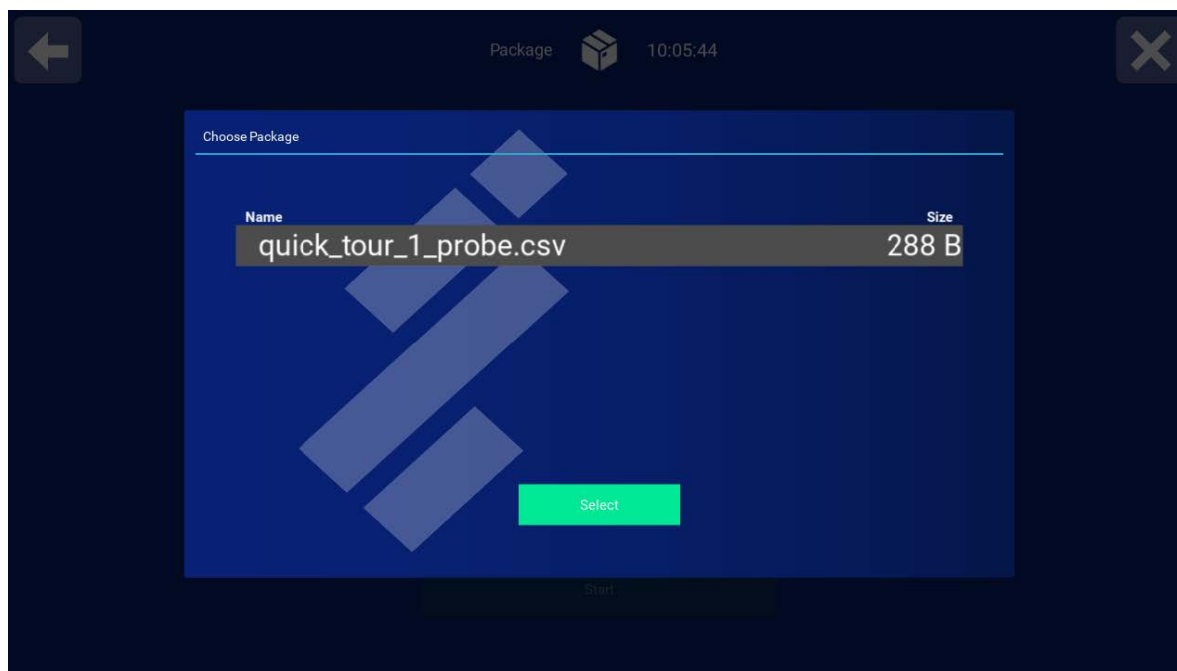 Package 10:05:44
Choose Package
Name Size
quick_tour_1_probe.csv 288 B
Select
Start